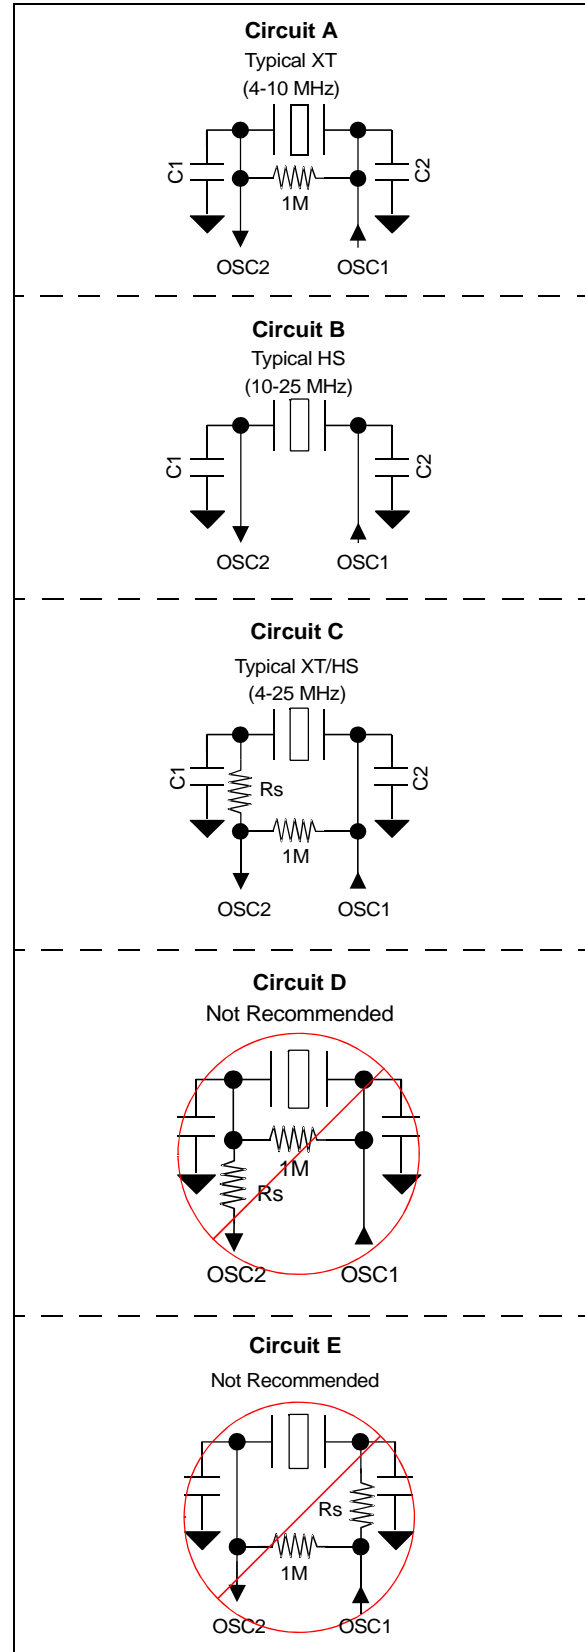 Circuit A
Typical XT
(4-10 MHz)
C1
C2
1M
OSC2 OSC1
Circuit B
Typical HS
(10-25 MHz)
C1
C2
OSC2 OSC1
Circuit C
Typical XT/HS
(4-25 MHz)
C1
Rs
C2
1M
OSC2 OSC1
Circuit D
Not Recommended
1M
Rs
OSC2 OSC1
Circuit E
Not Recommended
Rs
1M
OSC2 OSC1